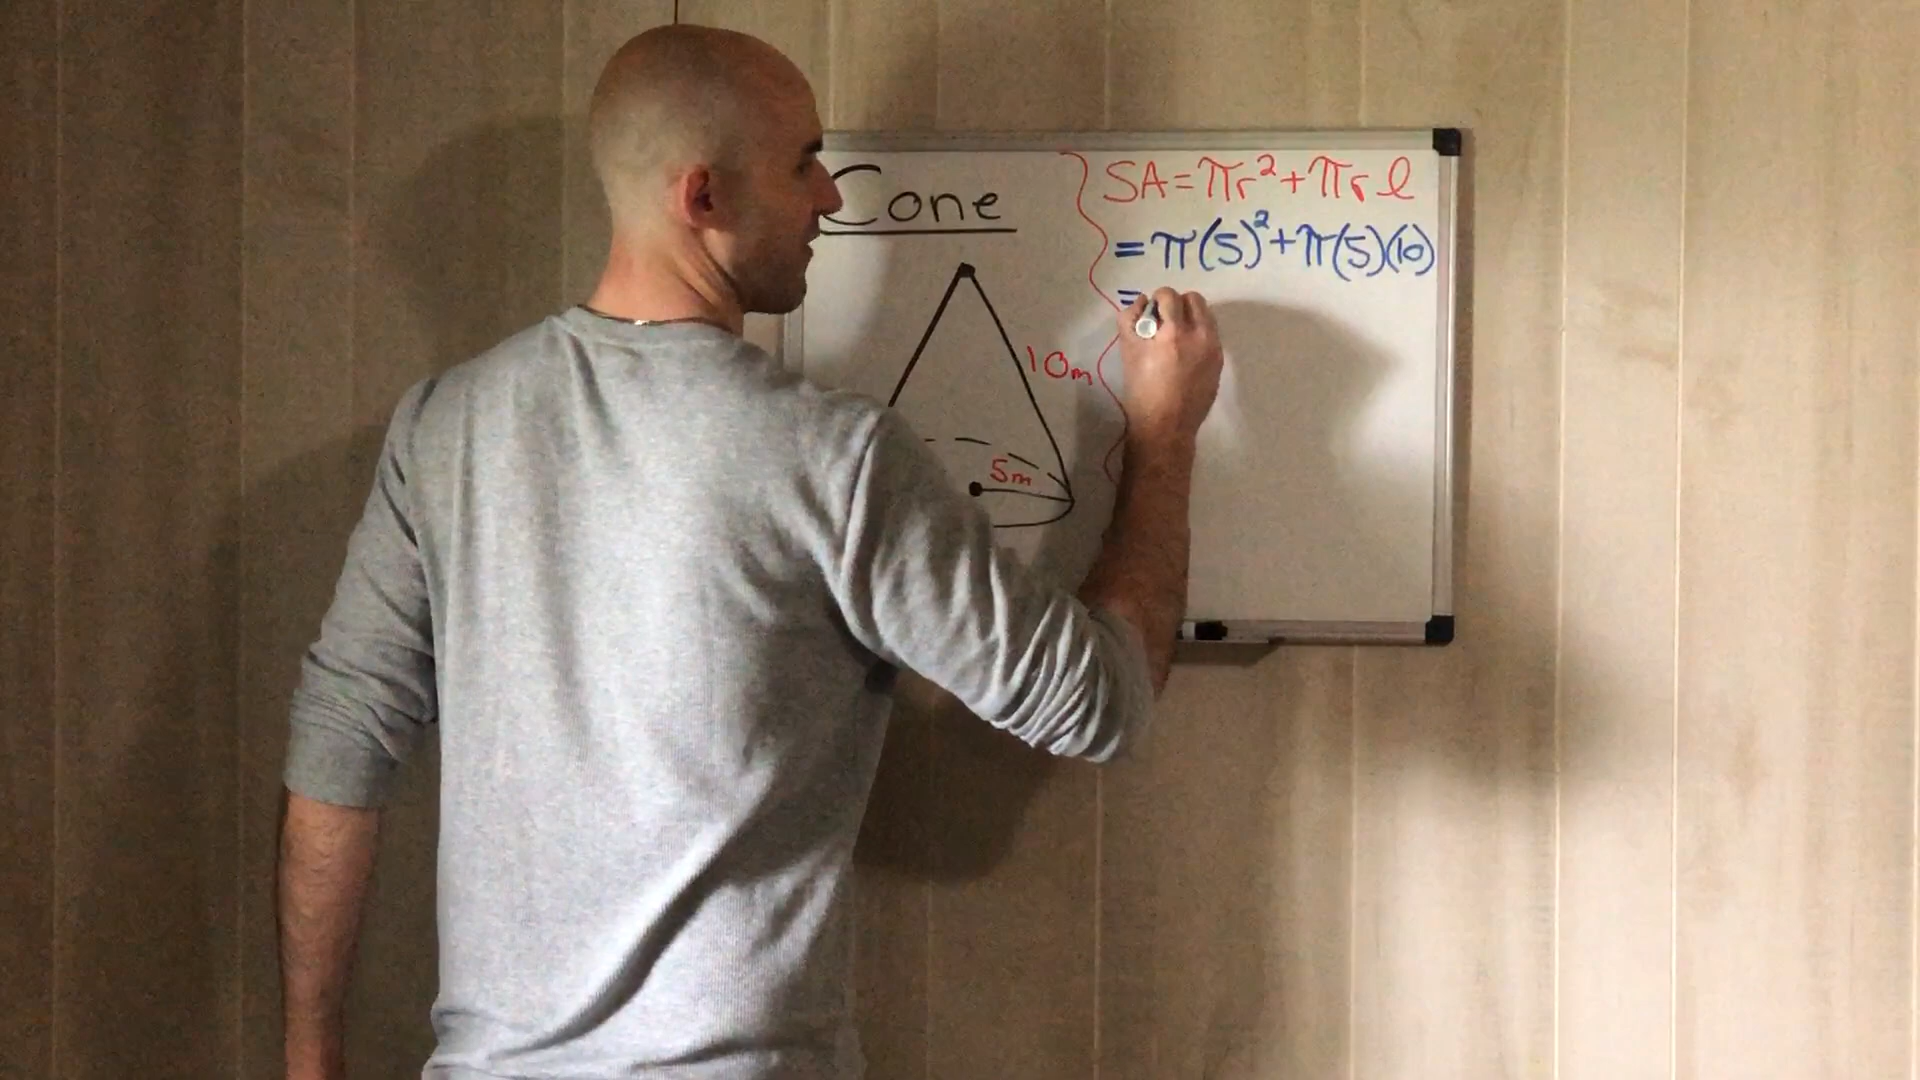 Cone
SA=πr²+πrl
=π(5)²+π(5)(10)
=
10m
5m